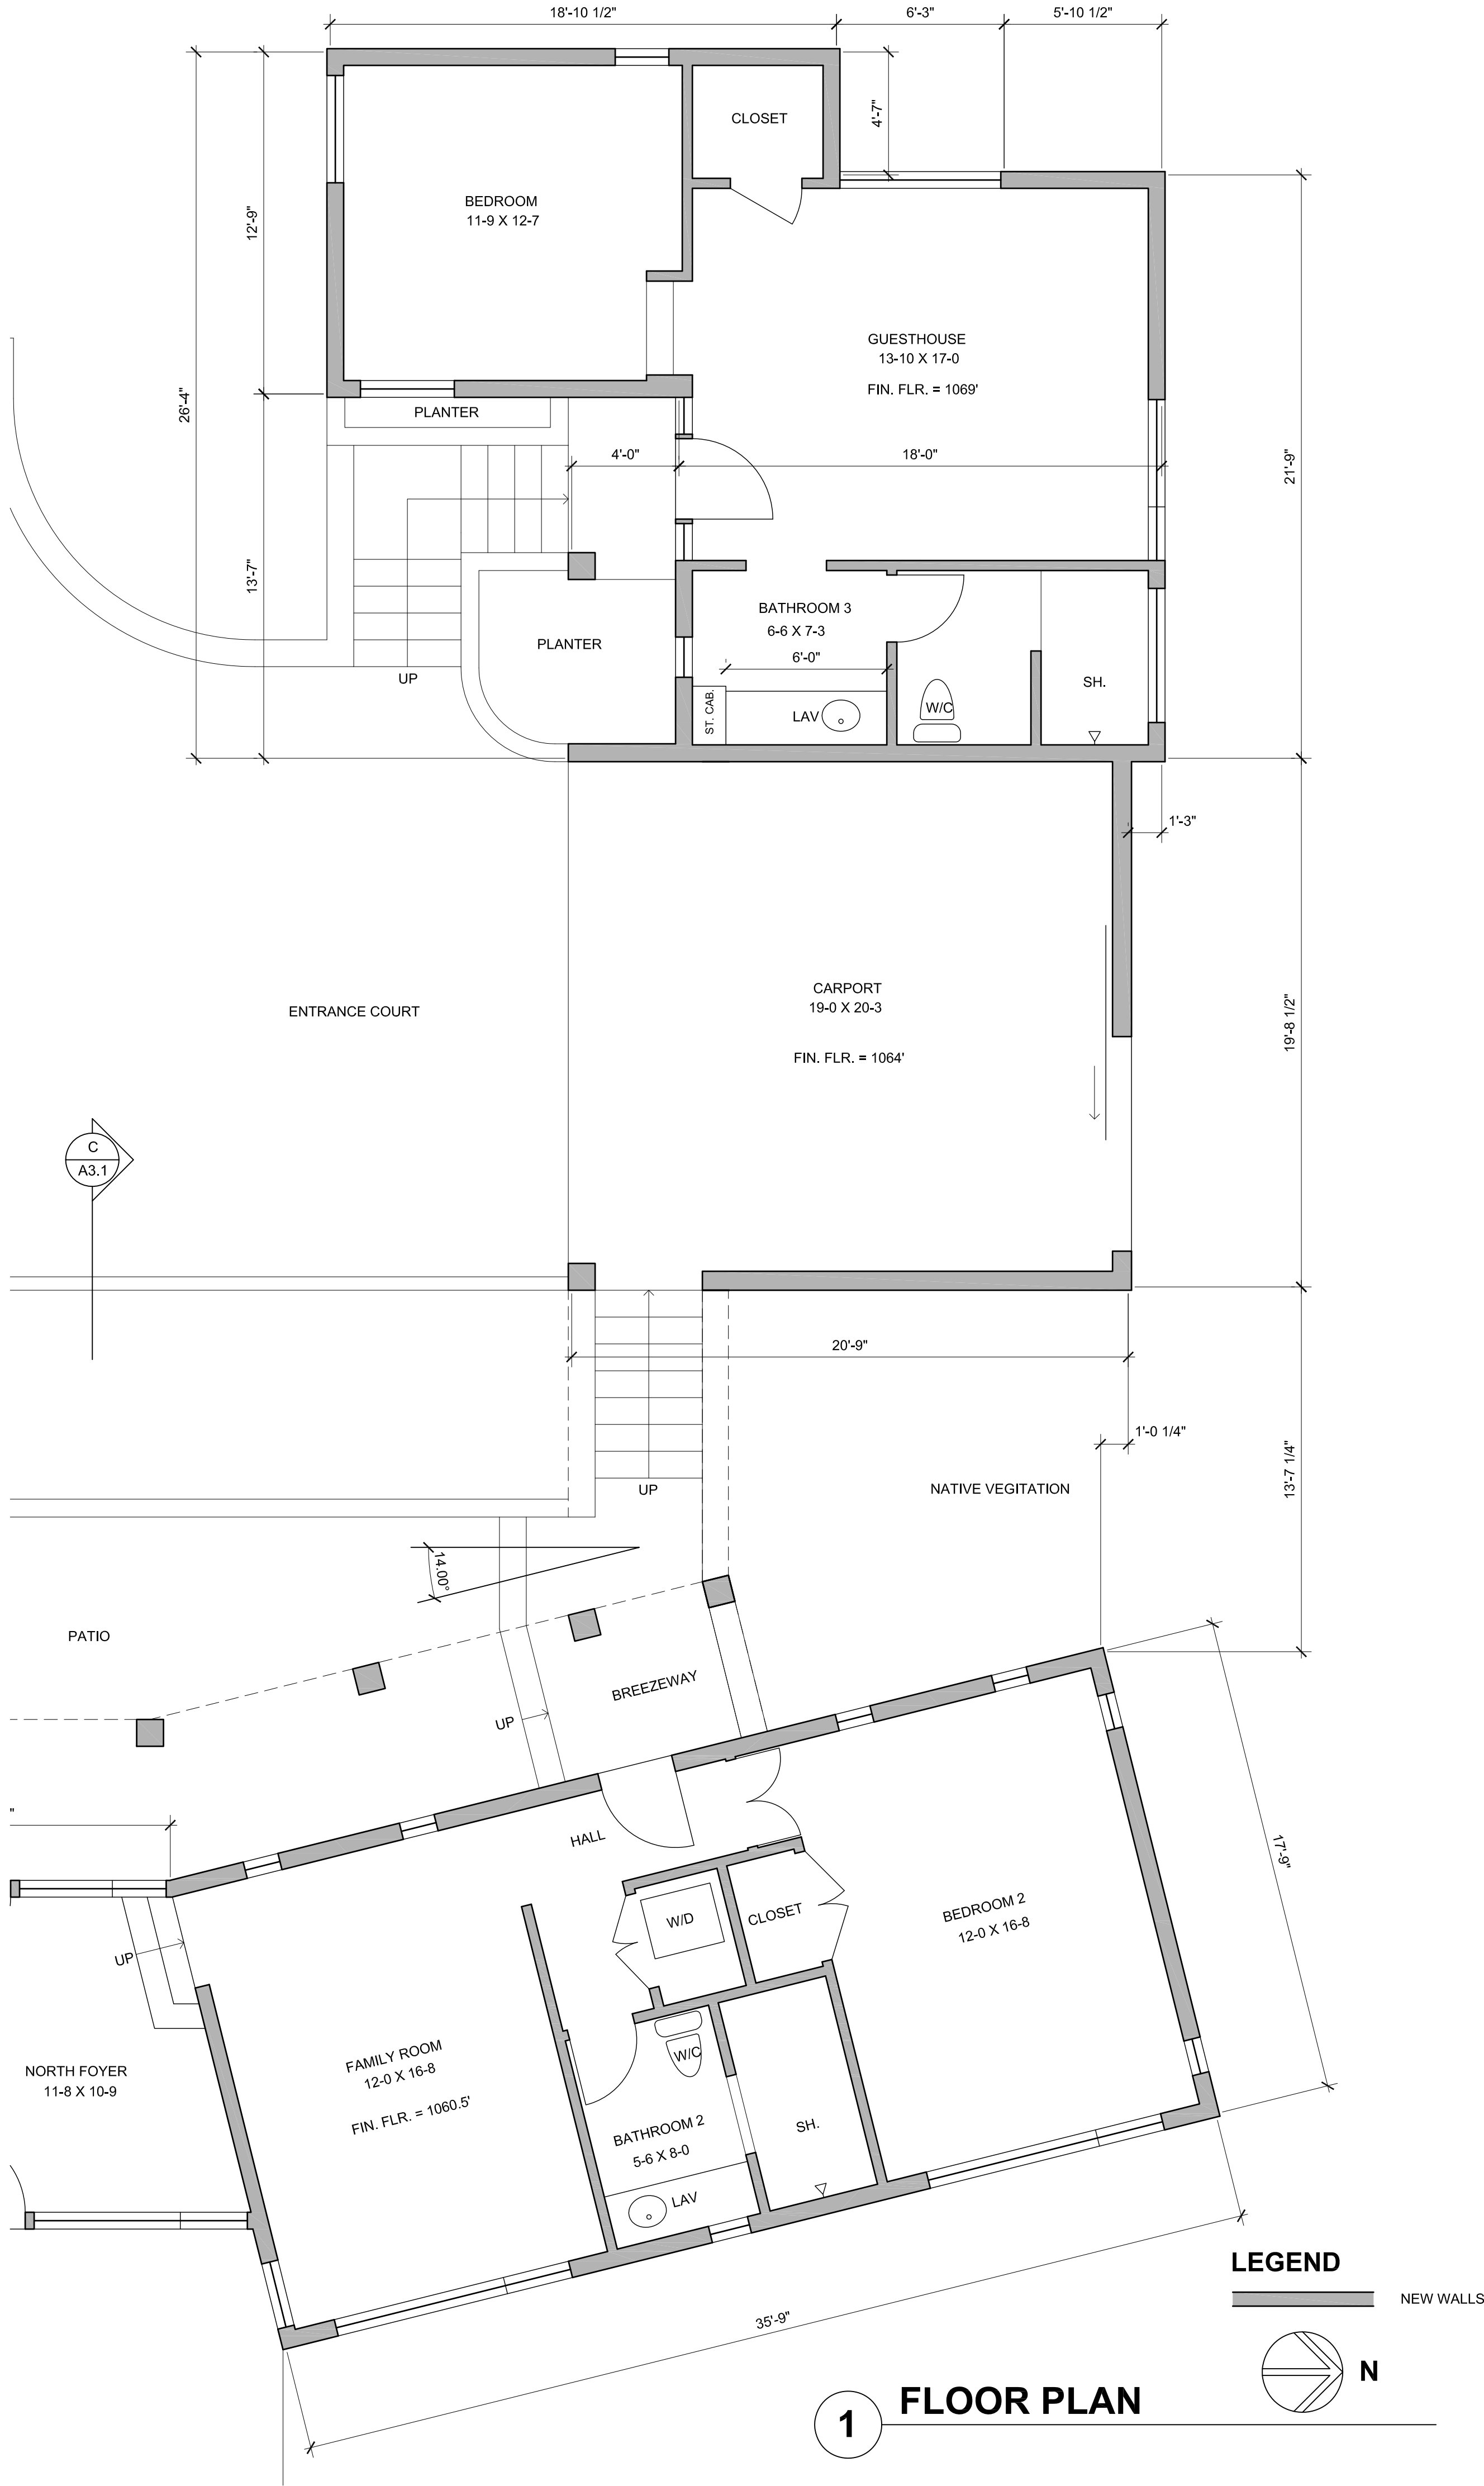 18'-10 1/2"
6'-3"
5'-10 1/2"
4'-7"
CLOSET
BEDROOM
11-9 X 12-7
12'-9"
26'-4"
GUESTHOUSE
13-10 X 17-0
FIN. FLR. = 1069'
PLANTER
4'-0"
18'-0"
21'-9"
13'-7"
BATHROOM 3
6-6 X 7-3
6'-0"
PLANTER
UP
ST. CAB.
LAV
W/C
SH.
1'-3"
CARPORT
19-0 X 20-3
FIN. FLR. = 1064'
ENTRANCE COURT
19'-8 1/2"
C
A3.1
20'-9"
1'-0 1/4"
13'-7 1/4"
UP
NATIVE VEGITATION
14.00°
PATIO
BREEZEWAY
UP
"
HALL
17'-9"
W/D
CLOSET
BEDROOM 2
12-0 X 16-8
UP
NORTH FOYER
11-8 X 10-9
FAMILY ROOM
12-0 X 16-8
FIN. FLR. = 1060.5'
W/C
BATHROOM 2
5-6 X 8-0
SH.
LAV
35'-9"
LEGEND
NEW WALLS
N
1
FLOOR PLAN